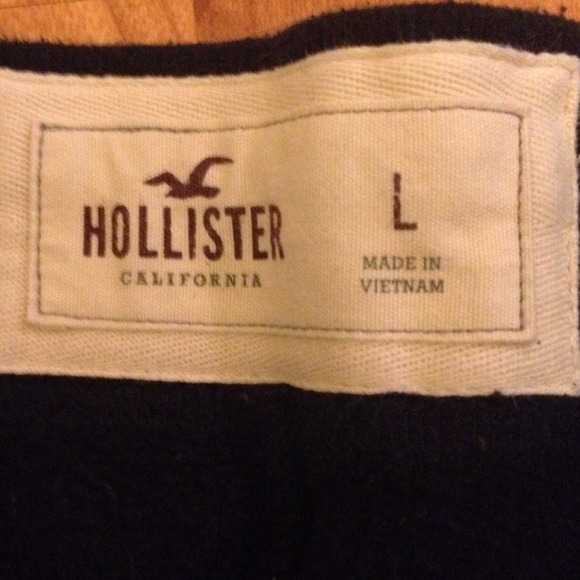 HOLLISTER
CALIFORNIA
L
MADE IN
VIETNAM